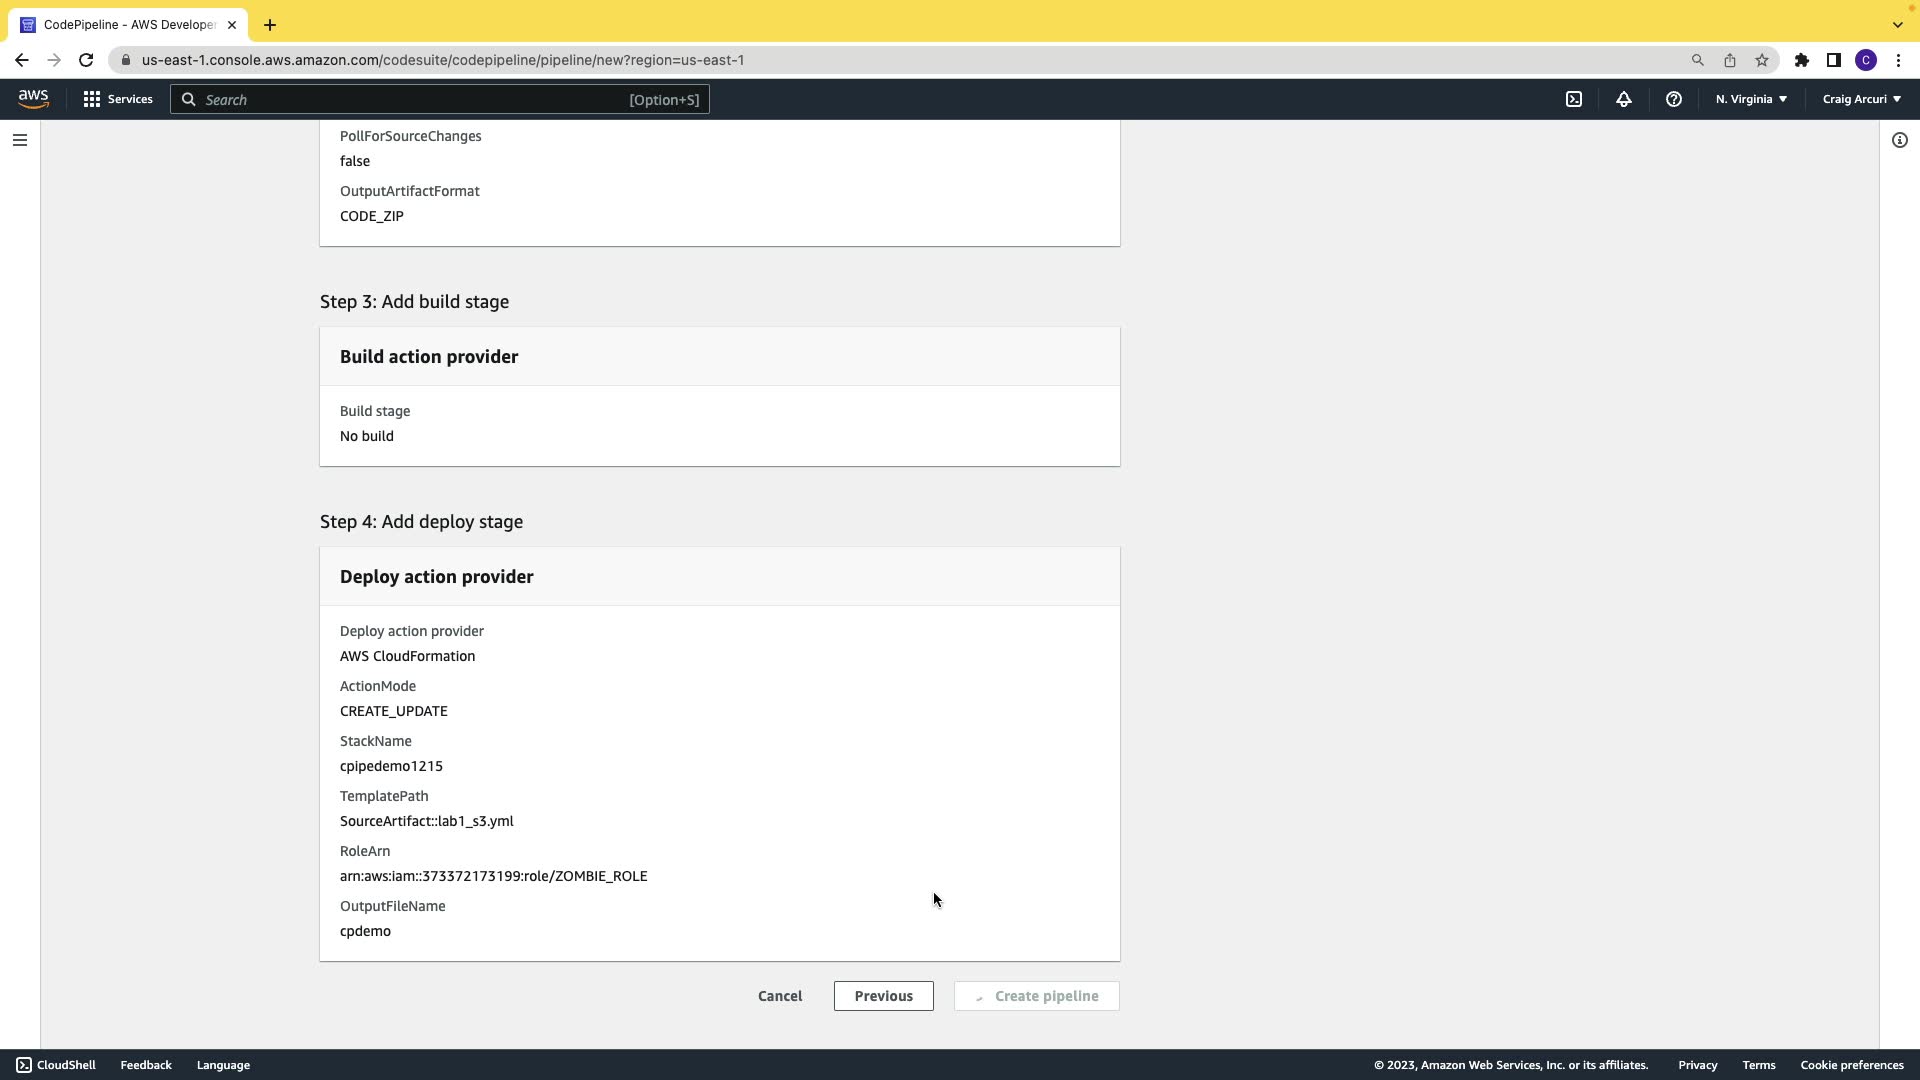 CodePipeline - AWS Develope
us-east-1.console.aws.amazon.com/codesuite/codepipeline/pipeline/new?region=us-east-1
C
aws
Services
Search
[Option+S]
N. Virginia
Craig Arcuri
PollForSourceChanges
false
OutputArtifactFormat
CODE_ZIP
Step 3: Add build stage
Build action provider
Build stage
No build
Step 4: Add deploy stage
Deploy action provider
Deploy action provider
AWS CloudFormation
ActionMode
CREATE_UPDATE
StackName
cpipedemo1215
TemplatePath
SourceArtifact::lab1_s3.yml
RoleArn
arn:aws:iam::373372173199:role/ZOMBIE_ROLE
OutputFileName
cpdemo
Cancel
Previous
Create pipeline
CloudShell
Feedback
Language
© 2023, Amazon Web Services, Inc. or its affiliates.
Privacy
Terms
Cookie preferences